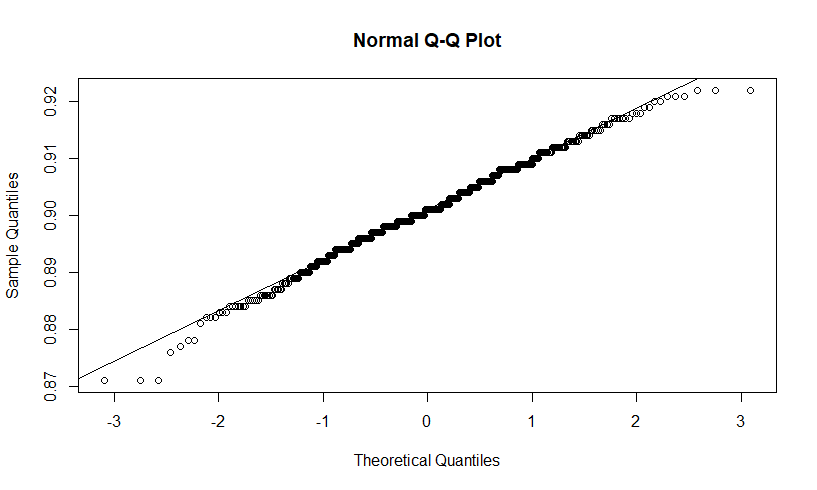 Normal Q-Q Plot
Sample Quantiles
0.92
0.91
0.90
0.89
0.88
0.87
-3 -2 -1 0 1 2 3
Theoretical Quantiles